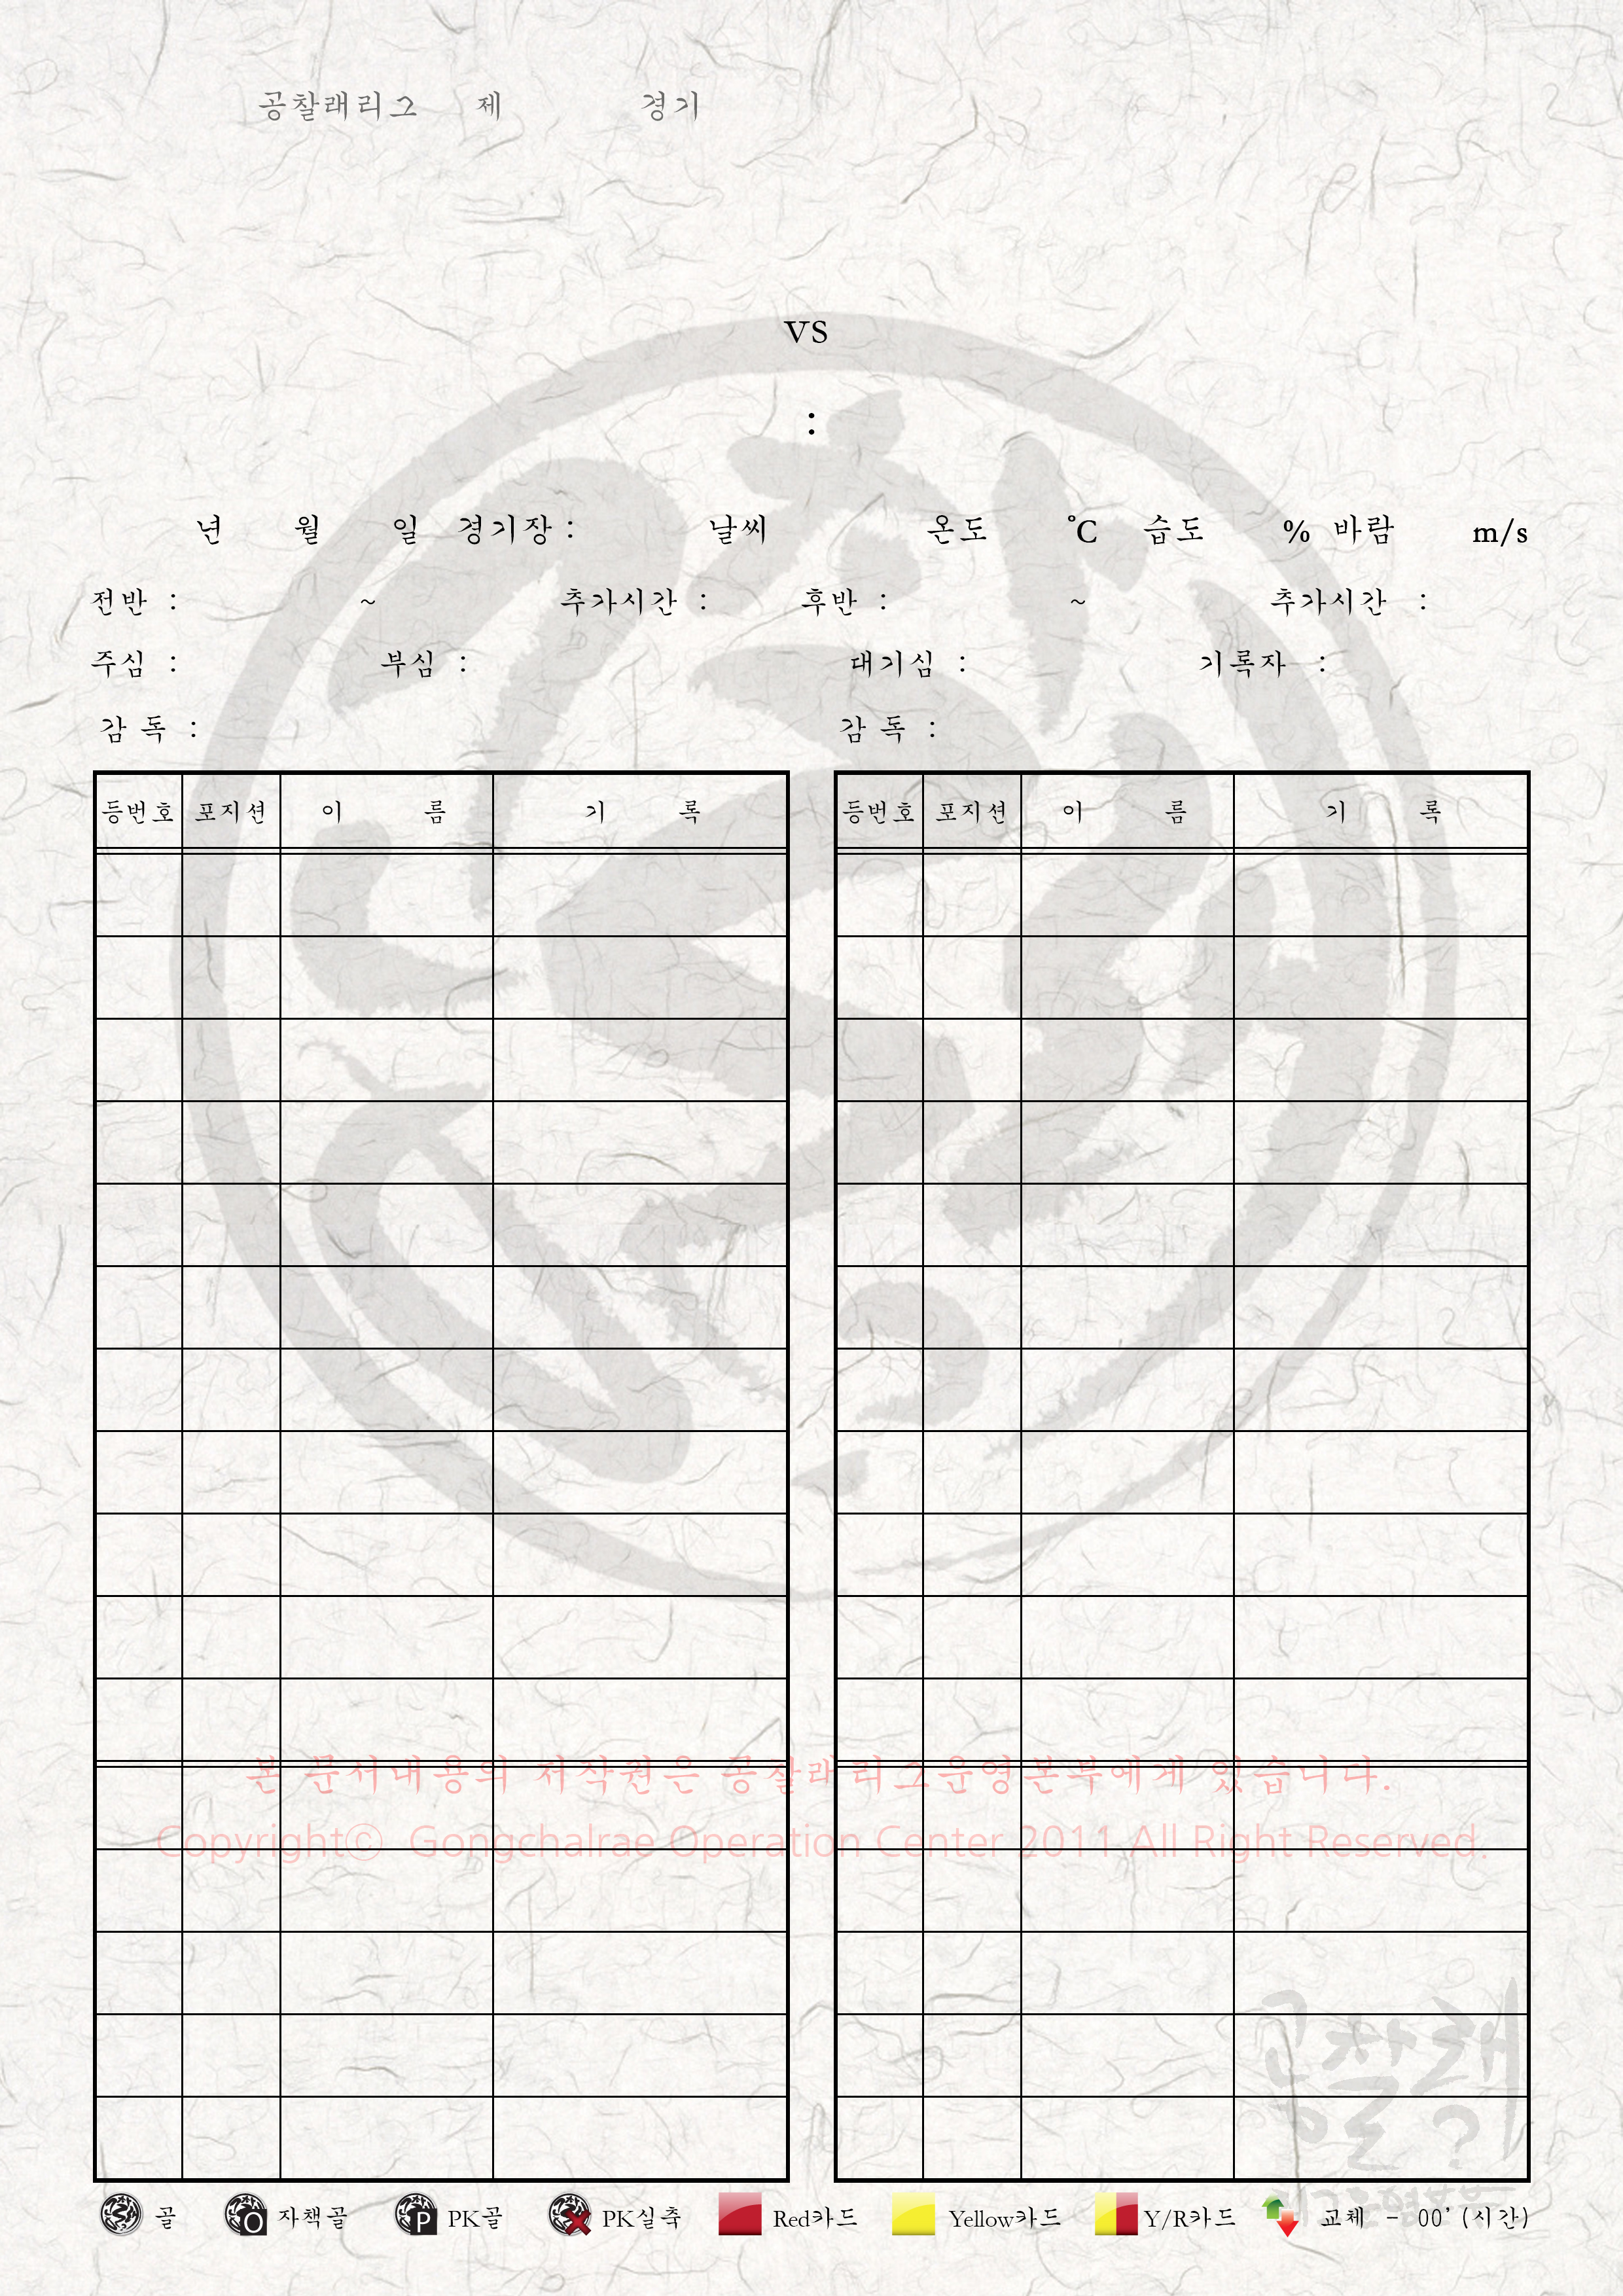 공찰래리그 제 경기
vs
:
년 월 일 경기장 : 날씨 온도 ℃ 습도 % 바람 m/s
전반 : ~ 추가시간 : 후반 : ~ 추가시간 :
주심 : 부심 : 대기심 : 기록자 :
감 독 : 감 독 :
등번호 포지션 이 름 기 록 등번호 포지션 이 름 기 록
본 문서내용의 저작권은 공찰래리그운영본부에게 있습니다.
Copyright© Gongchalrae Operation Center 2011 All Right Reserved.
공찰래?
골 O 자책골 P PK골 PK실축 Red카드 Yellow카드 Y/R카드 교체 - 00' (시간)